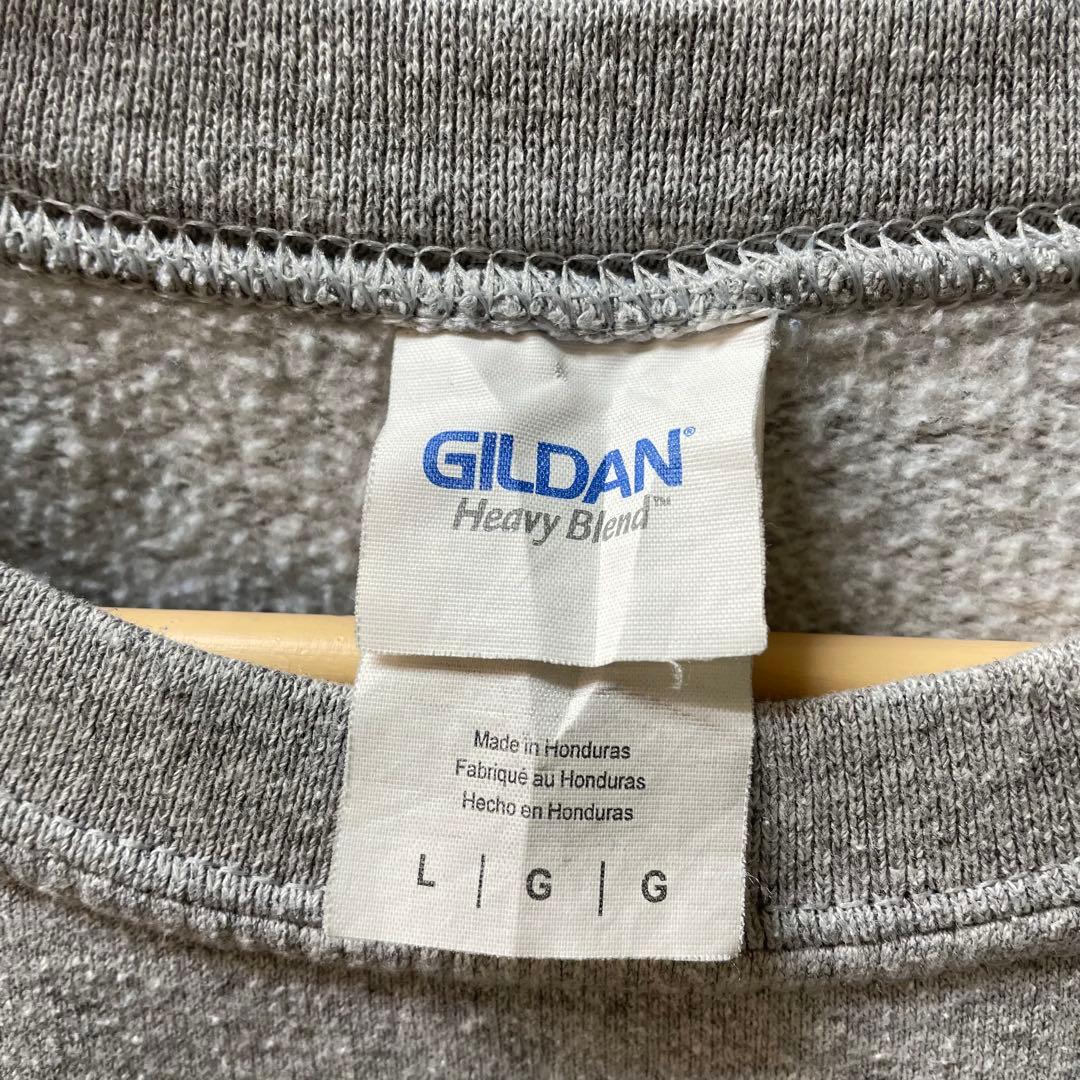 GILDAN®
Heavy Blend™
Made in Honduras
Fabriqué au Honduras
Hecho en Honduras
L | G | G